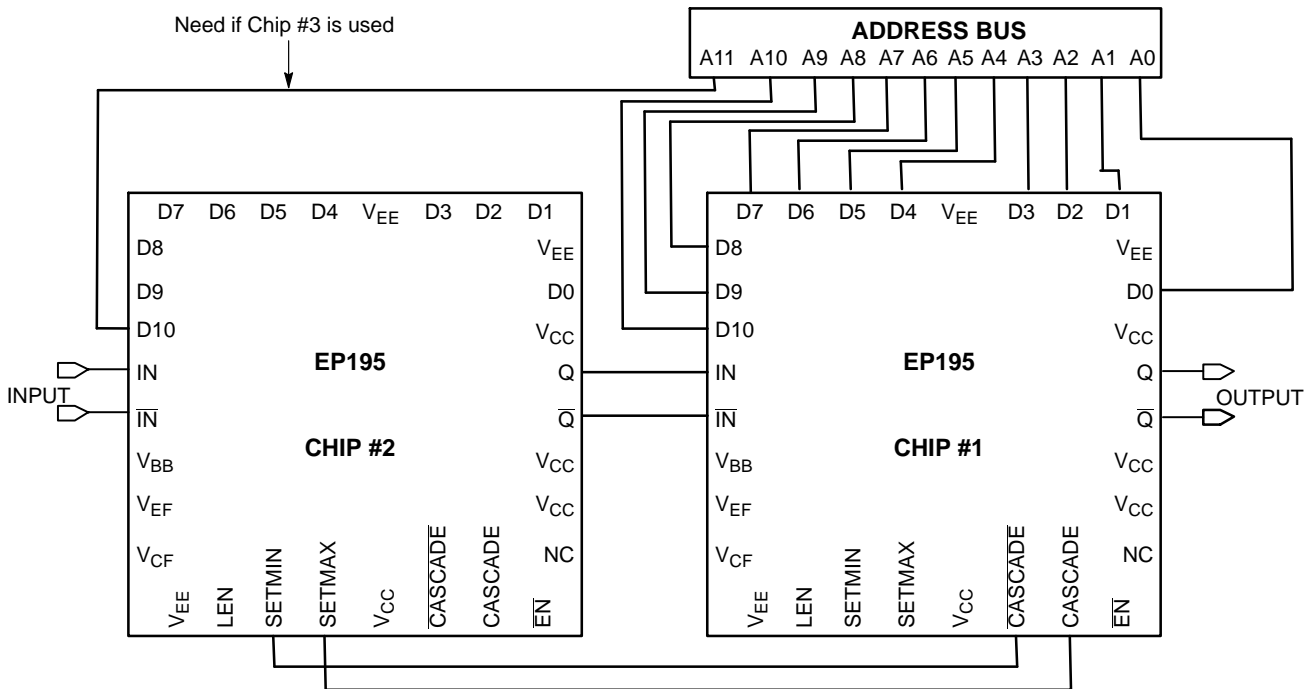 Need if Chip #3 is used
ADDRESS BUS
A11 A10 A9 A8 A7 A6 A5 A4 A3 A2 A1 A0
D7 D6 D5 D4 VEE D3 D2 D1
D8 VEE
D9 D0
D10 VCC
EP195
IN Q
INPUT
IN Q
CHIP #2
VBB VCC
VEF VCC
VCF NC
VEE LEN SETMIN SETMAX VCC CASCADE CASCADE EN
D7 D6 D5 D4 VEE D3 D2 D1
D8 VEE
D9 D0
D10 VCC
EP195
IN Q
OUTPUT
IN Q
CHIP #1
VBB VCC
VEF VCC
VCF NC
VEE LEN SETMIN SETMAX VCC CASCADE CASCADE EN